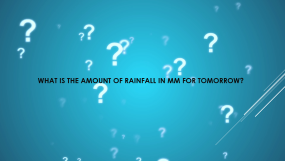 WHAT IS THE AMOUNT OF RAINFALL IN MM FOR TOMORROW?